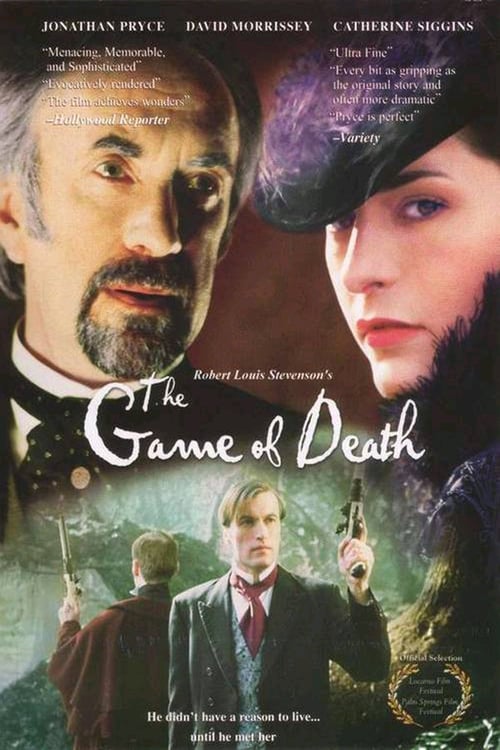 JONATHAN PRYCE DAVID MORRISSEY CATHERINE SIGGINS
"Menacing, Memorable,
and Sophisticated"
"Evocatively rendered"
"The film achieves wonders"
–Hollywood Reporter
"Ultra Fine"
"Every bit as gripping as
the original story and
often more dramatic"
"Pryce is perfect"
–Variety
Robert Louis Stevenson's
The
Game of Death
Official Selection
Locarno Film
Festival
Palm Springs Film
Festival
He didn't have a reason to live...
until he met her